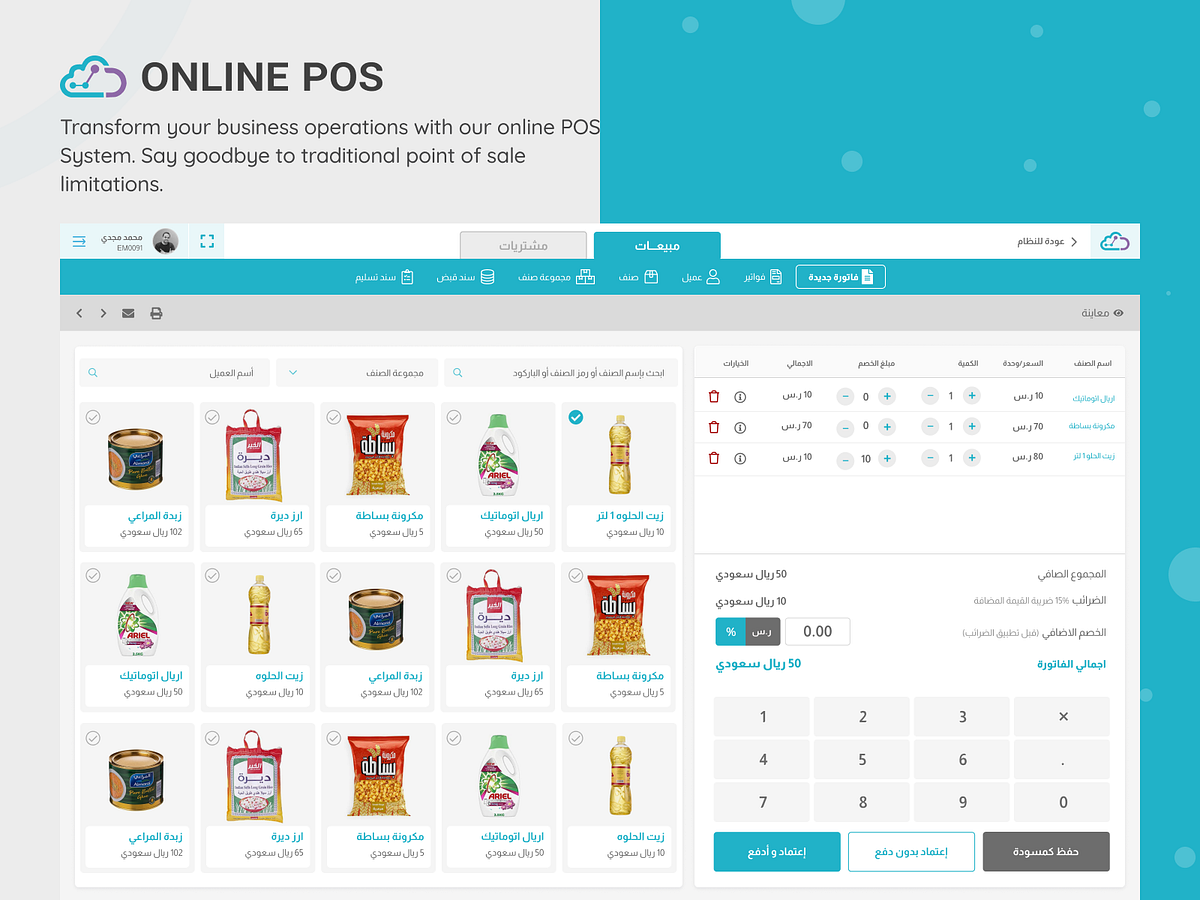 ONLINE POS
Transform your business operations with our online POS
System. Say goodbye to traditional point of sale
limitations.
عودة للنظام
مبيعـــات
مشتريات
محمد مجدي
EM0091
فاتورة جديدة
فواتير
عميل
صنف
مجموعة صنف
سند قبض
سند تسليم
معاينة
اسم الصنف السعر/وحدة الكمية مبلغ الخصم الاجمالي الخيارات
اريال اتوماتيك 10 ر.س 1 0 10 ر.س
مكرونة بساطة 70 ر.س 1 0 70 ر.س
زيت الحلو 1 لتر 80 ر.س 1 10 10 ر.س
المجموع الصافي 50 ريال سعودي
الضرائب 15% ضريبة القيمة المضافة 10 ريال سعودي
الخصم الاضافي (قبل تطبيق الضرائب) 0.00 ر.س %
اجمالي الفاتورة 50 ريال سعودي
1 2 3 ×
4 5 6 .
7 8 9 0
حفظ كمسودة
إعتماد بدون دفع
إعتماد و أدفع
ابحث بإسم الصنف أو رمز الصنف أو الباركود
مجموعة الصنف
أسم العميل
بساطة
ARIEL
زيت الحلوه 1 لتر
10 ريال سعودي
اريال اتوماتيك
50 ريال سعودي
مكرونة بساطة
5 ريال سعودي
ارز ديرة
65 ريال سعودي
زبدة المراعي
102 ريال سعودي
مكرونة بساطة
5 ريال سعودي
ارز ديرة
65 ريال سعودي
زبدة المراعي
102 ريال سعودي
زيت الحلوه
10 ريال سعودي
اريال اتوماتيك
50 ريال سعودي
زيت الحلوه
10 ريال سعودي
اريال اتوماتيك
50 ريال سعودي
مكرونة بساطة
5 ريال سعودي
ارز ديرة
65 ريال سعودي
زبدة المراعي
102 ريال سعودي